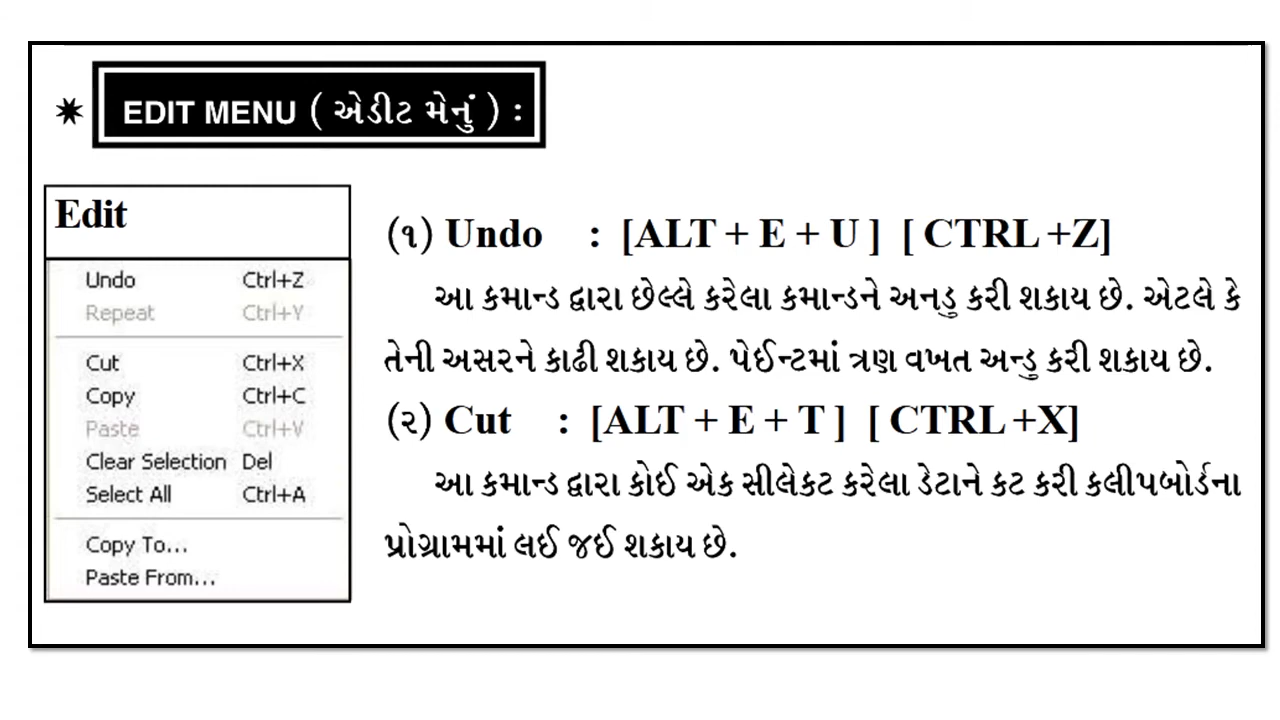 ✷ EDIT MENU ( એડીટ મેનું ) :
Edit
Undo Ctrl+Z
Repeat Ctrl+Y
Cut Ctrl+X
Copy Ctrl+C
Paste Ctrl+V
Clear Selection Del
Select All Ctrl+A
Copy To...
Paste From...
(૧) Undo : [ALT + E + U ] [ CTRL +Z]
આ કમાન્ડ દ્વારા છેલ્લે કરેલા કમાન્ડને અનડુ કરી શકાય છે. એટલે કે
તેની અસરને કાઢી શકાય છે. પેઈન્ટમાં ત્રણ વખત અન્ડુ કરી શકાય છે.
(૨) Cut : [ALT + E + T ] [ CTRL +X]
આ કમાન્ડ દ્વારા કોઈ એક સીલેકટ કરેલા ડેટાને કટ કરી કલીપબોર્ડના
પ્રોગ્રામમાં લઈ જઈ શકાય છે.